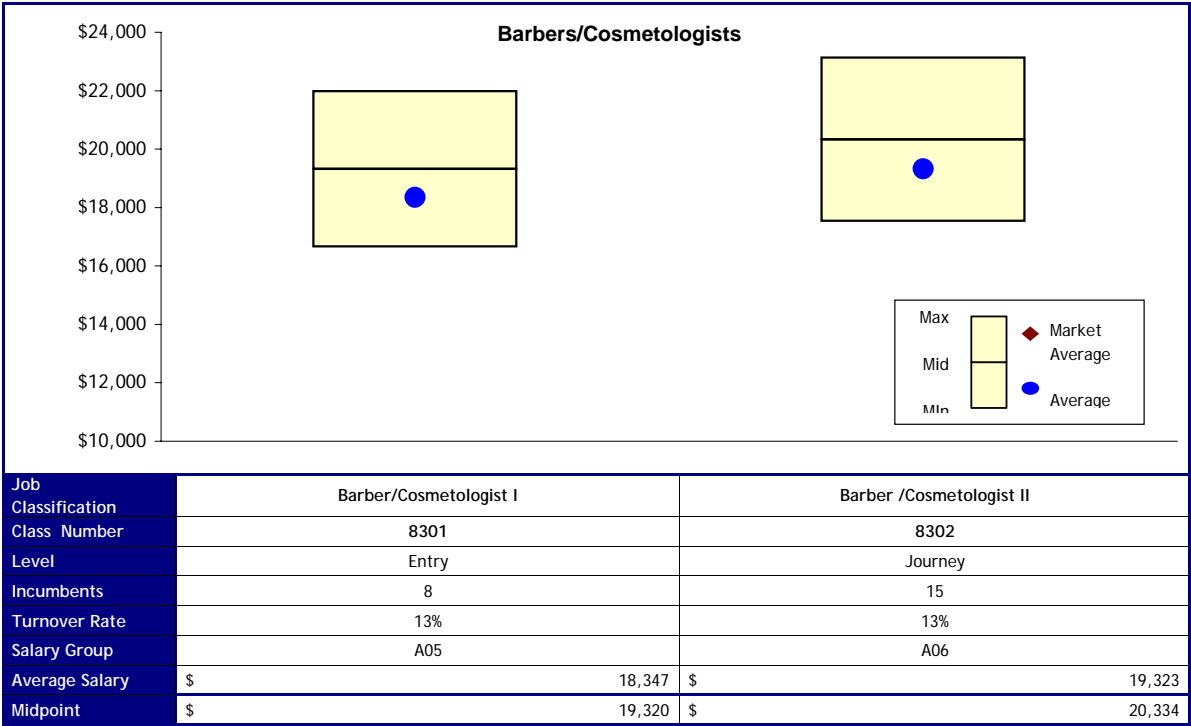 Barbers/Cosmetologists
$24,000
$22,000
$20,000
$18,000
$16,000
$14,000
$12,000
$10,000
Max
Mid
MIn
Market
Average
Average
Job
Classification
Barber/Cosmetologist I
Barber /Cosmetologist II
Class Number
8301
8302
Level
Entry
Journey
Incumbents
8
15
Turnover Rate
13%
13%
Salary Group
A05
A06
Average Salary
$ 18,347
$ 19,323
Midpoint
$ 19,320
$ 20,334